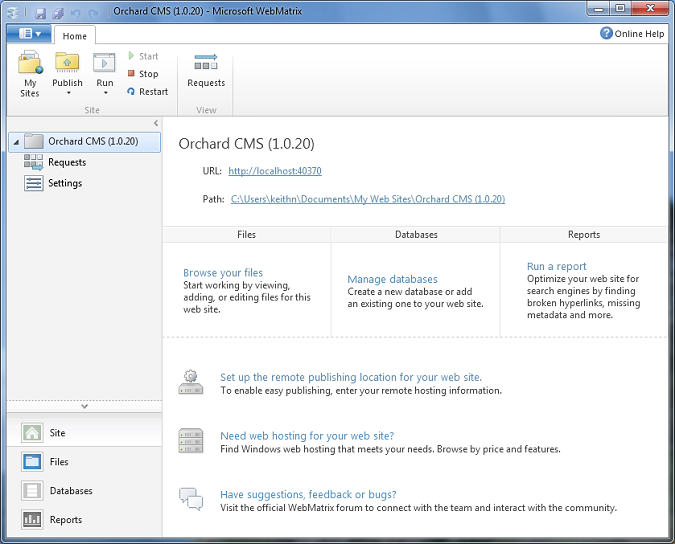 Orchard CMS (1.0.20) - Microsoft WebMatrix
Home
Online Help
My
Sites
Publish
Run
Start
Stop
Restart
Requests
Site
View
Orchard CMS (1.0.20)
Requests
Settings
Orchard CMS (1.0.20)
URL: http://localhost:40370
Path: C:\Users\keithn\Documents\My Web Sites\Orchard CMS (1.0.20)
Files
Databases
Reports
Browse your files
Start working by viewing,
adding, or editing files for this
web site.
Manage databases
Create a new database or add
an existing one to your web site.
Run a report
Optimize your web site for
search engines by finding
broken hyperlinks, missing
metadata and more.
Set up the remote publishing location for your web site.
To enable easy publishing, enter your remote hosting information.
Need web hosting for your web site?
Find Windows web hosting that meets your needs. Browse by price and features.
Have suggestions, feedback or bugs?
Visit the official WebMatrix forum to connect with the team and interact with the community.
Site
Files
Databases
Reports